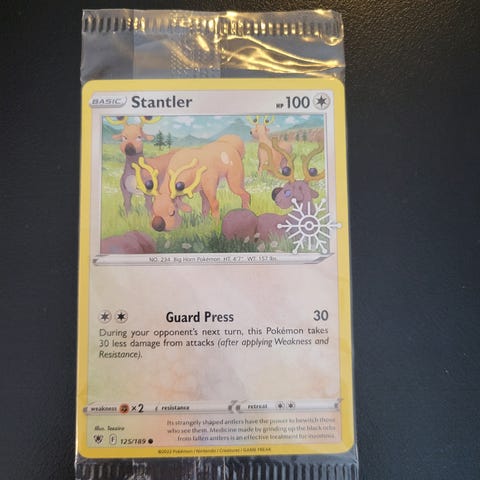 BASIC Stantler HP 100
NO. 234 Big Horn Pokémon HT: 4'7" WT: 157 lbs.
Guard Press 30
During your opponent's next turn, this Pokémon takes
30 less damage from attacks (after applying Weakness and
Resistance).
weakness ×2 resistance retreat
Illus. Taiga
Its strangely shaped antlers have the power to bewitch those
who see them. Medicine made by grinding up the black orbs
from fallen antlers is an effective treatment for insomnia.
F 125/189
©2022 Pokémon / Nintendo / Creatures / GAME FREAK